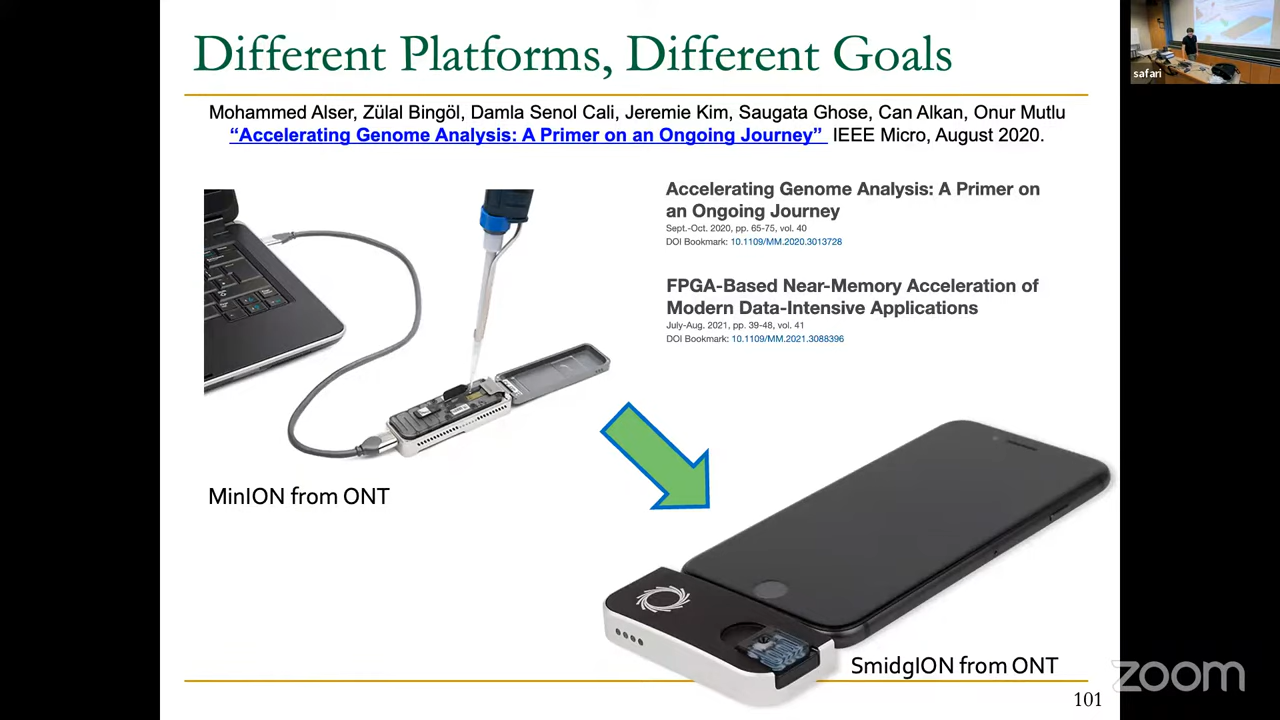 Different Platforms, Different Goals
Mohammed Alser, Zülal Bingöl, Damla Senol Cali, Jeremie Kim, Saugata Ghose, Can Alkan, Onur Mutlu
“Accelerating Genome Analysis: A Primer on an Ongoing Journey” IEEE Micro, August 2020.
Accelerating Genome Analysis: A Primer on
an Ongoing Journey
Sept.-Oct. 2020, pp. 65-75, vol. 40
DOI Bookmark: 10.1109/MM.2020.3013728
FPGA-Based Near-Memory Acceleration of
Modern Data-Intensive Applications
July-Aug. 2021, pp. 39-48, vol. 41
DOI Bookmark: 10.1109/MM.2021.3088396
MinION from ONT
SmidgION from ONT
101
safari
zoom